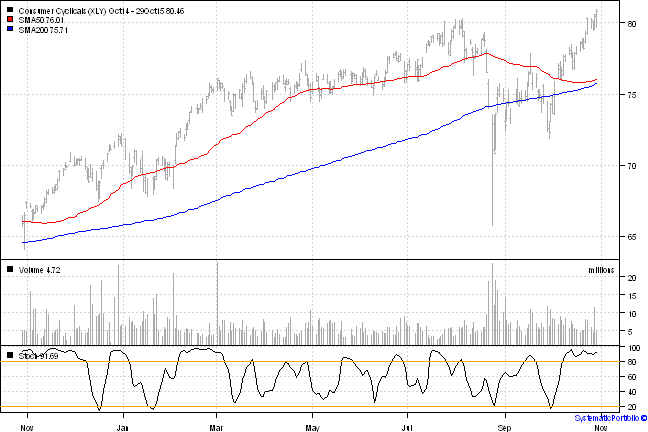 Consumer Cyclicals (XLY) Oct14 - 29Oct15 80.46
SMA50 76.01
SMA200 75.71
80
75
70
65
Volume 4.72
millions
20
15
10
5
Stoch 91.69
100
80
60
40
20
SystematicPortfolio ©
Nov
Jan
Mar
May
Jul
Sep
Nov